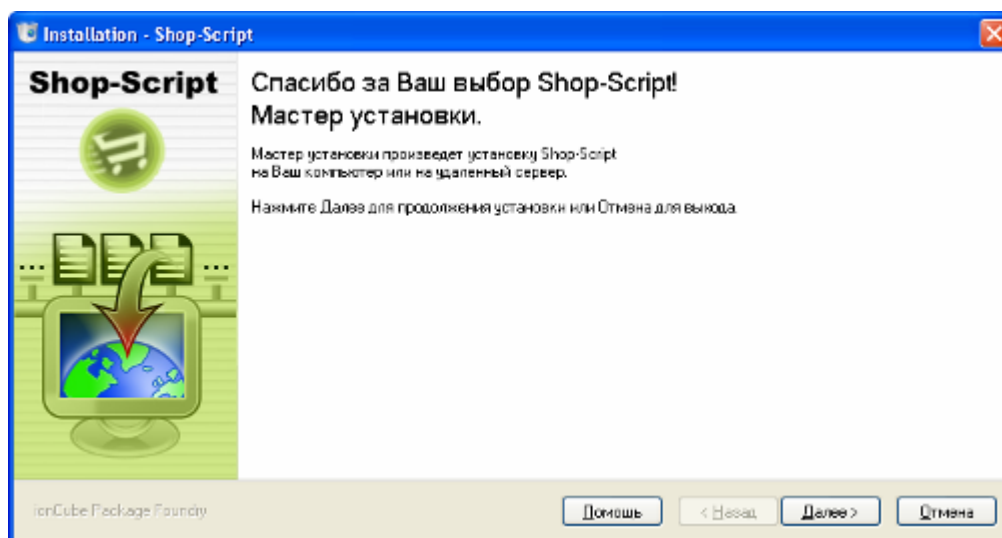 Installation - Shop-Script
Shop-Script
Спасибо за Ваш выбор Shop-Script!
Мастер установки.
Мастер установки произведет установку Shop-Script
на Ваш компьютер или на удаленный сервер.
Нажмите Далее для продолжения установки или Отмена для выхода.
... ...
ionCube Package Foundry
Помошь < Назад Далее > Отмена